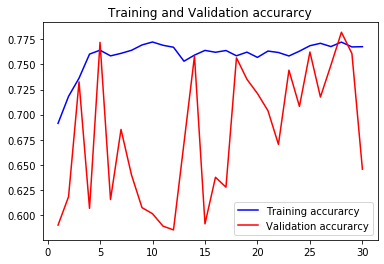 Training and Validation accurarcy
0.775
0.750
0.725
0.700
0.675
0.650
0.625
0.600
Training accurarcy
Validation accurarcy
0 5 10 15 20 25 30